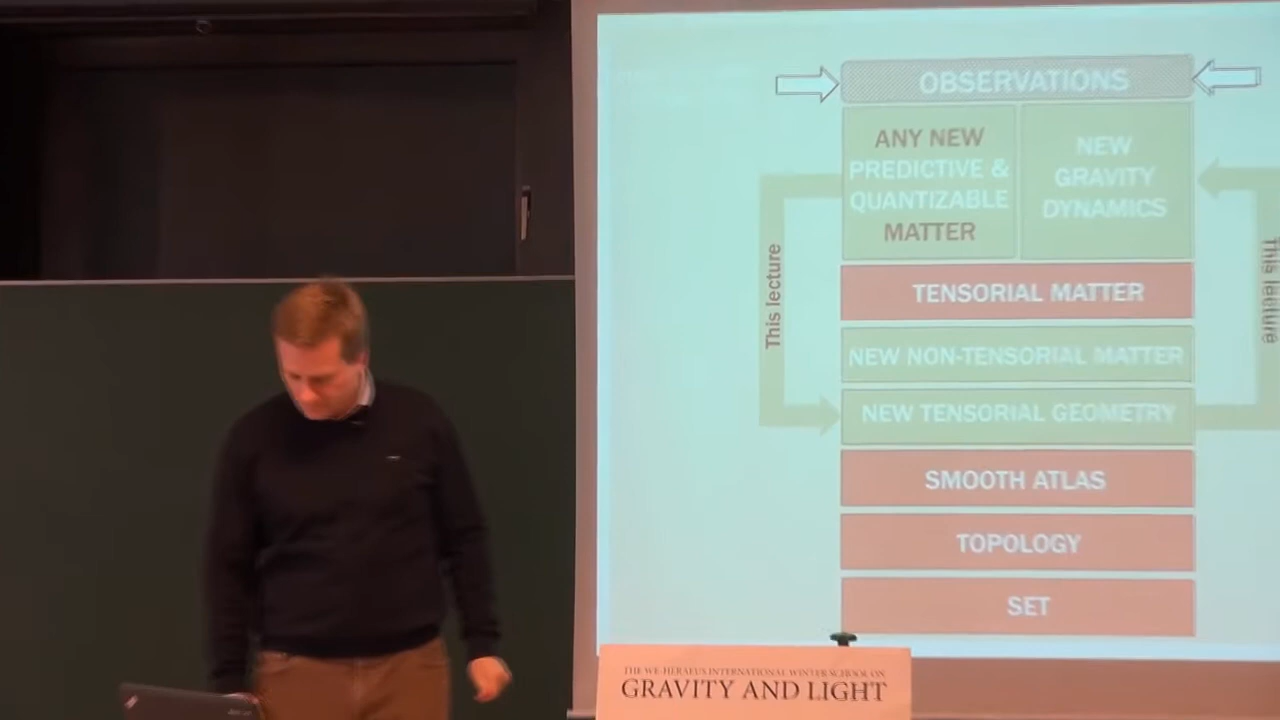 OBSERVATIONS
ANY NEW
PREDICTIVE &
QUANTIZABLE
MATTER
NEW
GRAVITY
DYNAMICS
This lecture
This lecture
TENSORIAL MATTER
NEW NON-TENSORIAL MATTER
NEW TENSORIAL GEOMETRY
SMOOTH ATLAS
TOPOLOGY
SET
THE WE-HERAEUS INTERNATIONAL WINTER SCHOOL ON
GRAVITY AND LIGHT